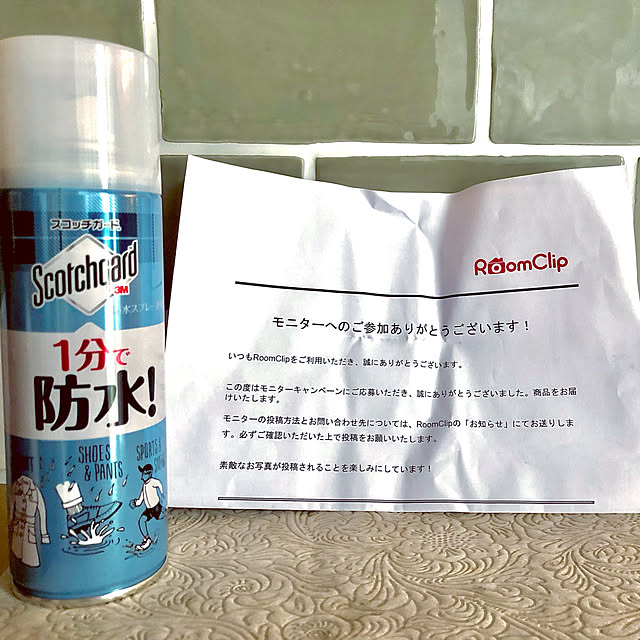 スコッチガード
Scotchgard
3M
1分で
防水!
SHOES
& PANTS
SPORTS &
RoomClip
モニターへのご参加ありがとうございます!
いつもRoomClipをご利用いただき、誠にありがとうございます。
この度はモニターキャンペーンにご応募いただき、誠にありがとうございました。商品をお届
けいたします。
モニターの投稿方法とお問い合わせ先については、RoomClipの「お知らせ」にてお送りしま
す。必ずご確認いただいた上で投稿をお願いいたします。
素敵なお写真が投稿されることを楽しみにしています!